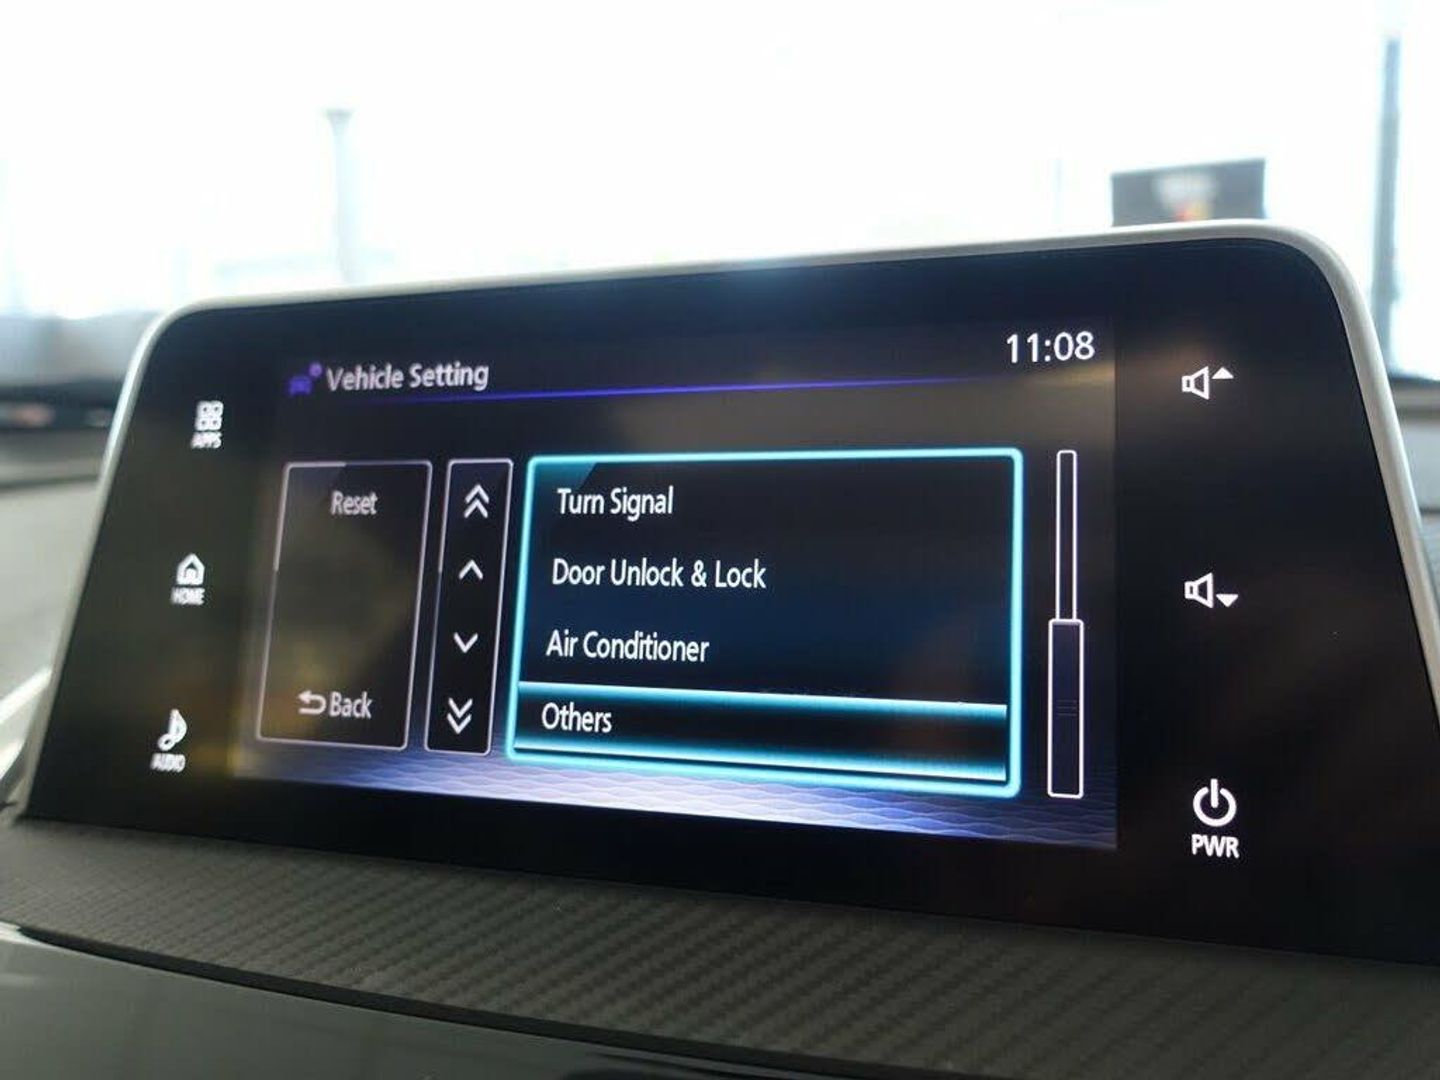 Vehicle Setting
11:08
APPS
HOME
AUDIO
Reset
Back
Turn Signal
Door Unlock & Lock
Air Conditioner
Others
PWR